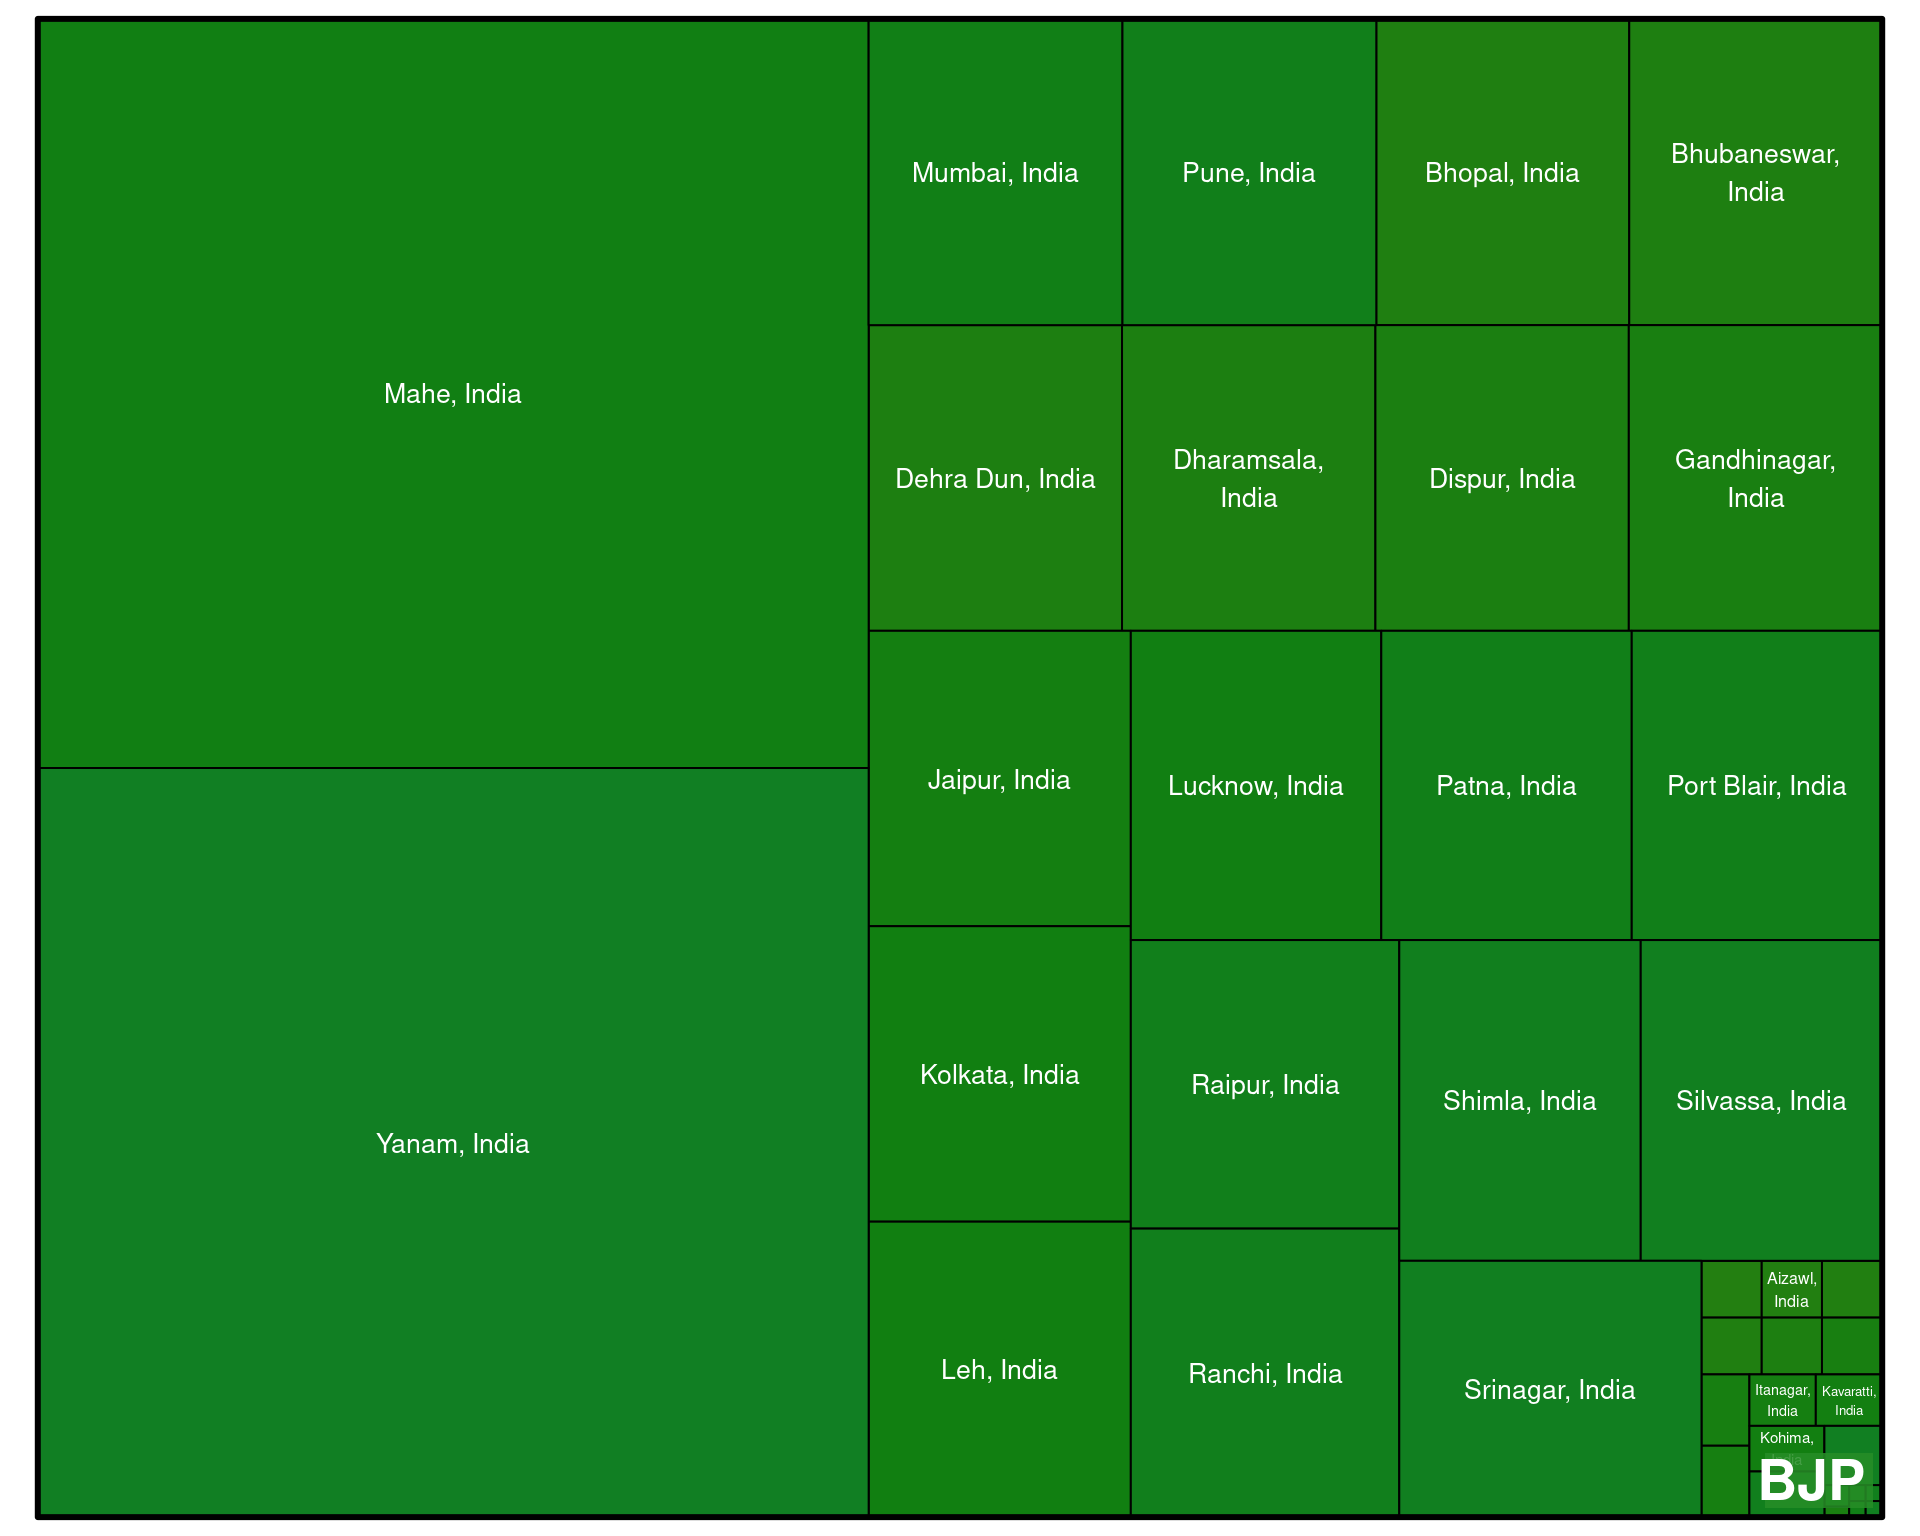 Mahe, India
Yanam, India
Mumbai, India
Pune, India
Bhopal, India
Bhubaneswar,
India
Dehra Dun, India
Dharamsala,
India
Dispur, India
Gandhinagar,
India
Jaipur, India
Lucknow, India
Patna, India
Port Blair, India
Kolkata, India
Raipur, India
Shimla, India
Silvassa, India
Leh, India
Ranchi, India
Srinagar, India
Aizawl,
India
Itanagar,
India
Kavaratti,
India
Kohima,
India
BJP